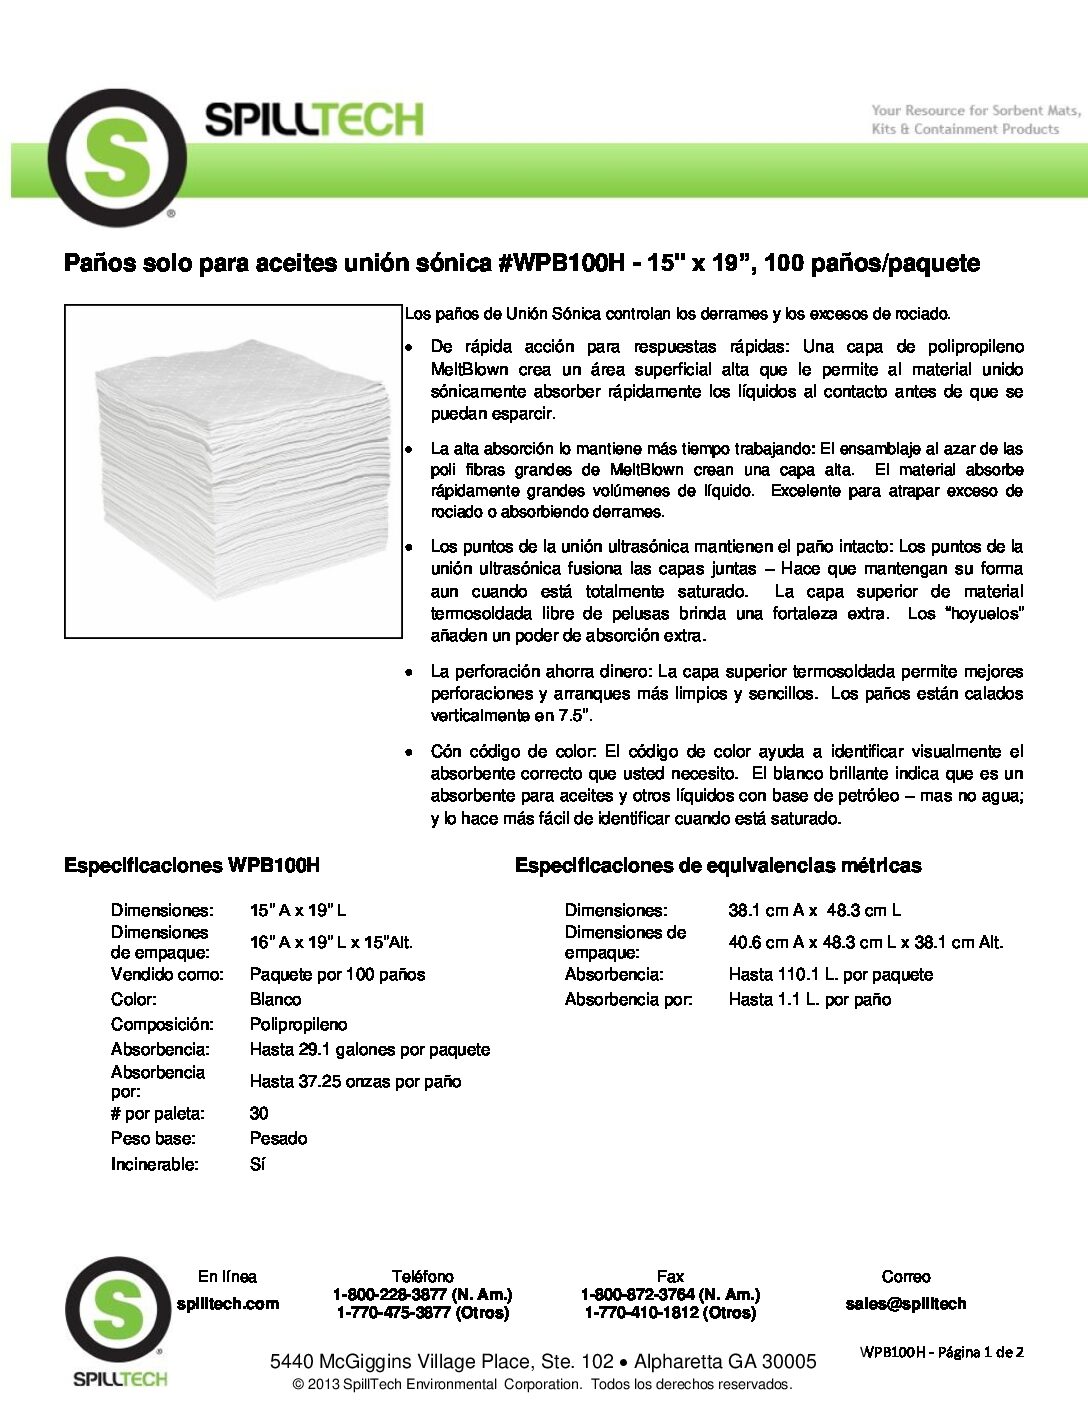 S
®
SPILLTECH
Your Resource for Sorbent Mats,
Kits & Containment Products
Paños solo para aceites unión sónica #WPB100H - 15" x 19”, 100 paños/paquete
Los paños de Unión Sónica controlan los derrames y los excesos de rociado.
• De rápida acción para respuestas rápidas: Una capa de polipropileno
MeltBlown crea un área superficial alta que le permite al material unido
sónicamente absorber rápidamente los líquidos al contacto antes de que se
puedan esparcir.
• La alta absorción lo mantiene más tiempo trabajando: El ensamblaje al azar de las
poli fibras grandes de MeltBlown crean una capa alta. El material absorbe
rápidamente grandes volúmenes de líquido. Excelente para atrapar exceso de
rociado o absorbiendo derrames.
• Los puntos de la unión ultrasónica mantienen el paño intacto: Los puntos de la
unión ultrasónica fusiona las capas juntas – Hace que mantengan su forma
aun cuando está totalmente saturado. La capa superior de material
termosoldada libre de pelusas brinda una fortaleza extra. Los “hoyuelos”
añaden un poder de absorción extra.
• La perforación ahorra dinero: La capa superior termosoldada permite mejores
perforaciones y arranques más limpios y sencillos. Los paños están calados
verticalmente en 7.5”.
• Cón código de color: El código de color ayuda a identificar visualmente el
absorbente correcto que usted necesito. El blanco brillante indica que es un
absorbente para aceites y otros líquidos con base de petróleo – mas no agua;
y lo hace más fácil de identificar cuando está saturado.
Especificaciones WPB100H
Dimensiones: 15” A x 19” L
Dimensiones
de empaque: 16” A x 19” L x 15”Alt.
Vendido como: Paquete por 100 paños
Color: Blanco
Composición: Polipropileno
Absorbencia: Hasta 29.1 galones por paquete
Absorbencia
por: Hasta 37.25 onzas por paño
# por paleta: 30
Peso base: Pesado
Incinerable: Sí
Especificaciones de equivalencias métricas
Dimensiones: 38.1 cm A x 48.3 cm L
Dimensiones de
empaque: 40.6 cm A x 48.3 cm L x 38.1 cm Alt.
Absorbencia: Hasta 110.1 L. por paquete
Absorbencia por: Hasta 1.1 L. por paño
S
®
SPILLTECH
En línea
spilltech.com
Teléfono
1-800-228-3877 (N. Am.)
1-770-475-3877 (Otros)
Fax
1-800-872-3764 (N. Am.)
1-770-410-1812 (Otros)
Correo
sales@spilltech
5440 McGiggins Village Place, Ste. 102 • Alpharetta GA 30005
© 2013 SpillTech Environmental Corporation. Todos los derechos reservados.
WPB100H - Página 1 de 2